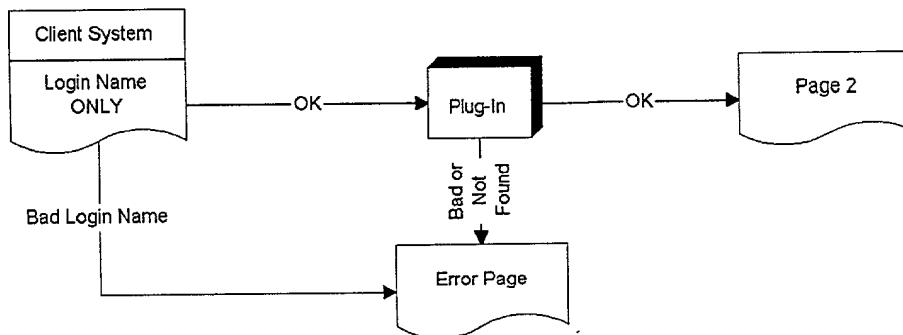 Client System
Login Name
ONLY
OK
Plug-In
OK
Page 2
Bad or
Not
Found
Bad Login Name
Error Page